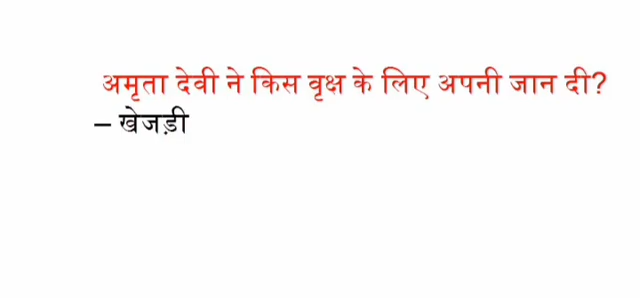 अमृता देवी ने किस वृक्ष के लिए अपनी जान दी?
– खेजड़ी